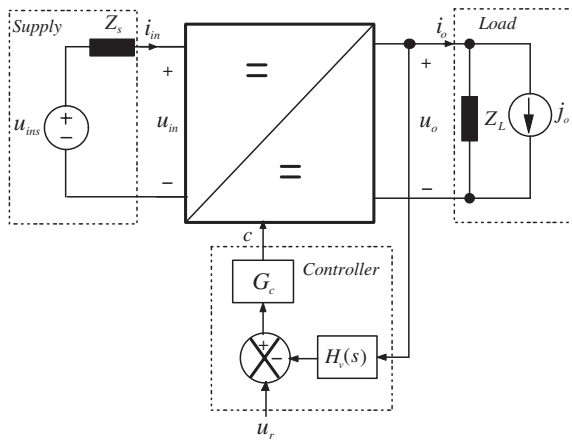 Supply
Z_s
i_in
i_o
Load
+
+
u_ins
+
−
u_in
=
=
u_o
Z_L
j_o
−
−
c
Controller
G_c
+
−
H_v(s)
u_r